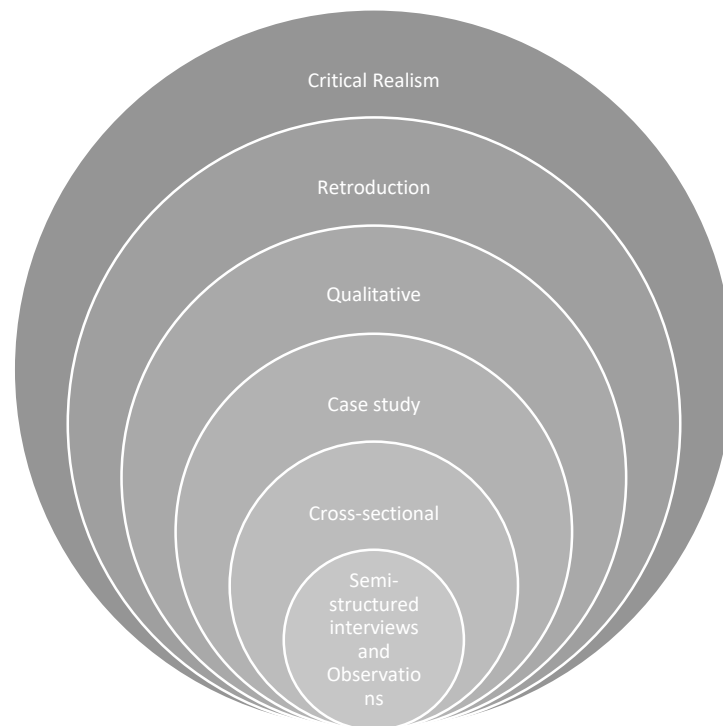 Critical Realism
Retroduction
Qualitative
Case study
Cross-sectional
Semi-
structured
interviews
and
Observatio
ns